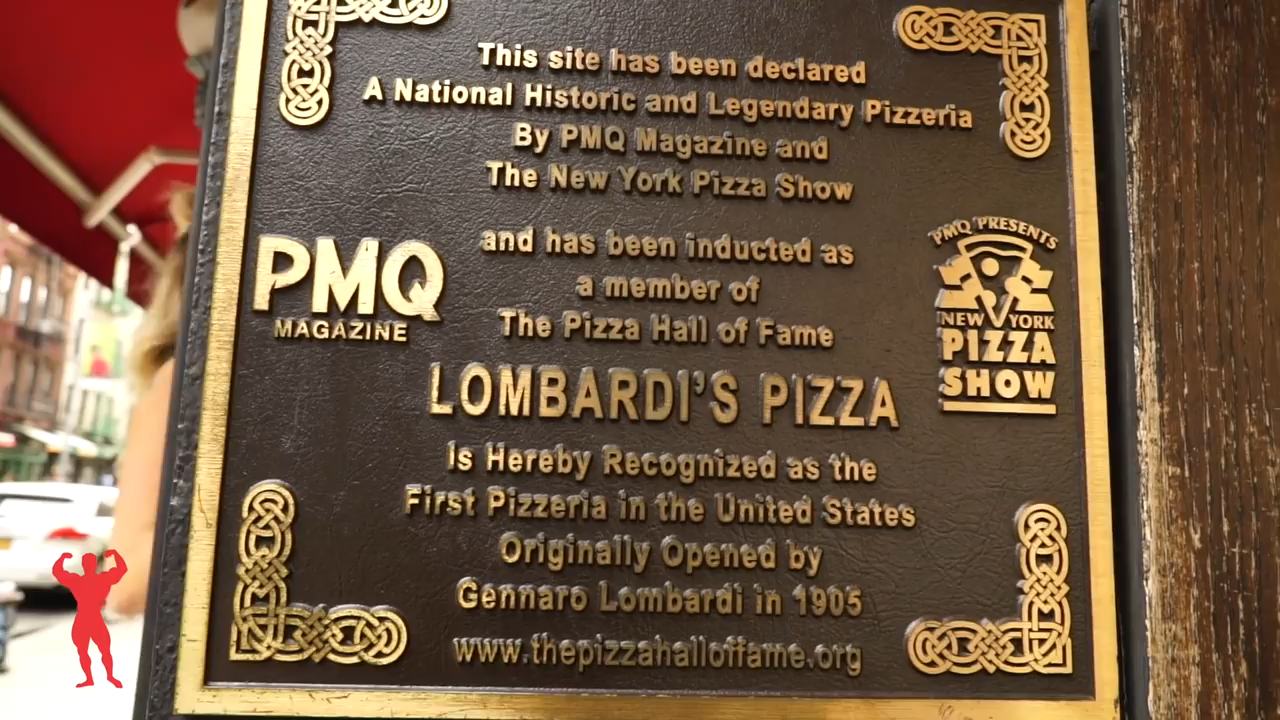 This site has been declared
A National Historic and Legendary Pizzeria
By PMQ Magazine and
The New York Pizza Show
and has been inducted as
a member of
The Pizza Hall of Fame
PMQ
MAGAZINE
PMQ PRESENTS
NEW YORK
PIZZA
SHOW
LOMBARDI'S PIZZA
Is Hereby Recognized as the
First Pizzeria in the United States
Originally Opened by
Gennaro Lombardi in 1905
www.thepizzahalloffame.org